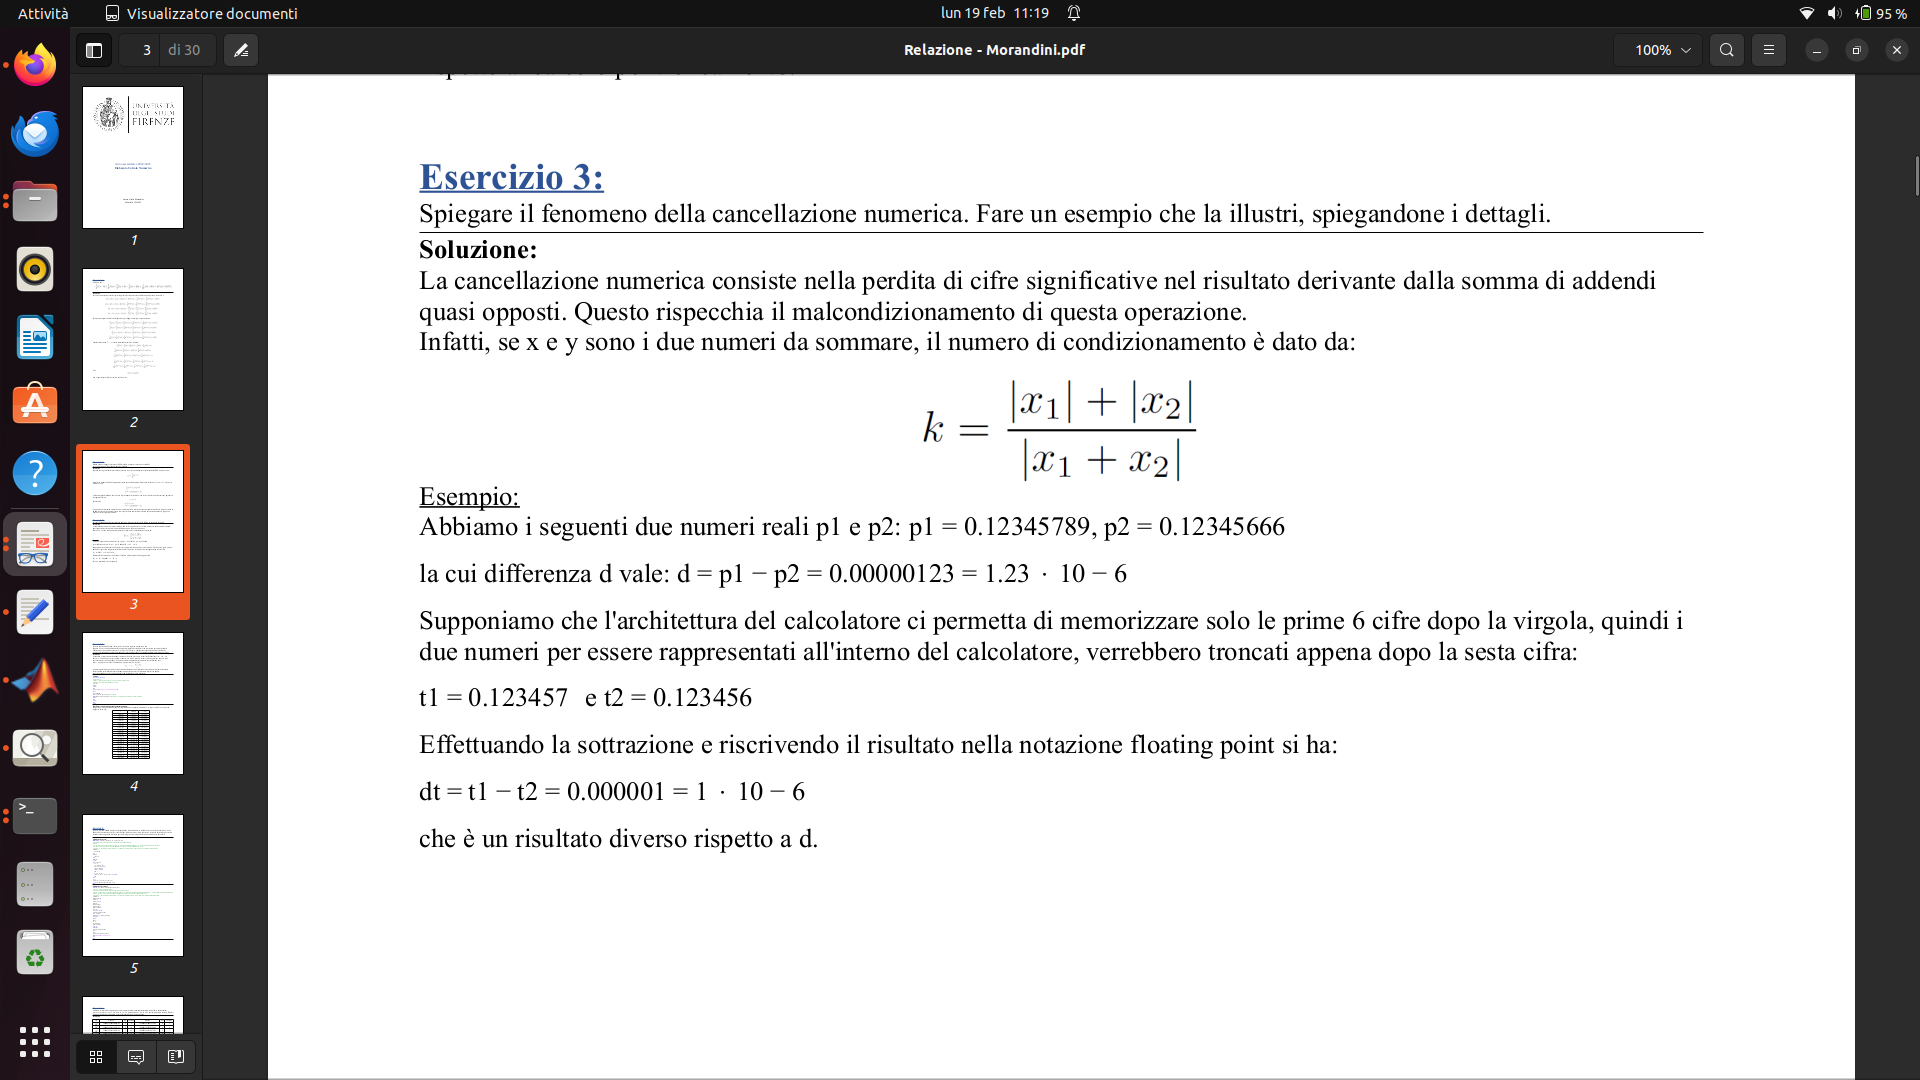 Attività
Visualizzatore documenti
lun 19 feb 11:19
95 %
3
di 30
Relazione - Morandini.pdf
100%
UNIVERSITÀ
DEGLI STUDI
FIRENZE
1
2
3
4
5
Esercizio 3:
Spiegare il fenomeno della cancellazione numerica. Fare un esempio che la illustri, spiegandone i dettagli.
Soluzione:
La cancellazione numerica consiste nella perdita di cifre significative nel risultato derivante dalla somma di addendi
quasi opposti. Questo rispecchia il malcondizionamento di questa operazione.
Infatti, se x e y sono i due numeri da sommare, il numero di condizionamento è dato da:
k = |x₁| + |x₂| / |x₁ + x₂|
Esempio:
Abbiamo i seguenti due numeri reali p1 e p2: p1 = 0.12345789, p2 = 0.12345666
la cui differenza d vale: d = p1 − p2 = 0.00000123 = 1.23 · 10 − 6
Supponiamo che l'architettura del calcolatore ci permetta di memorizzare solo le prime 6 cifre dopo la virgola, quindi i
due numeri per essere rappresentati all'interno del calcolatore, verrebbero troncati appena dopo la sesta cifra:
t1 = 0.123457 e t2 = 0.123456
Effettuando la sottrazione e riscrivendo il risultato nella notazione floating point si ha:
dt = t1 − t2 = 0.000001 = 1 · 10 − 6
che è un risultato diverso rispetto a d.